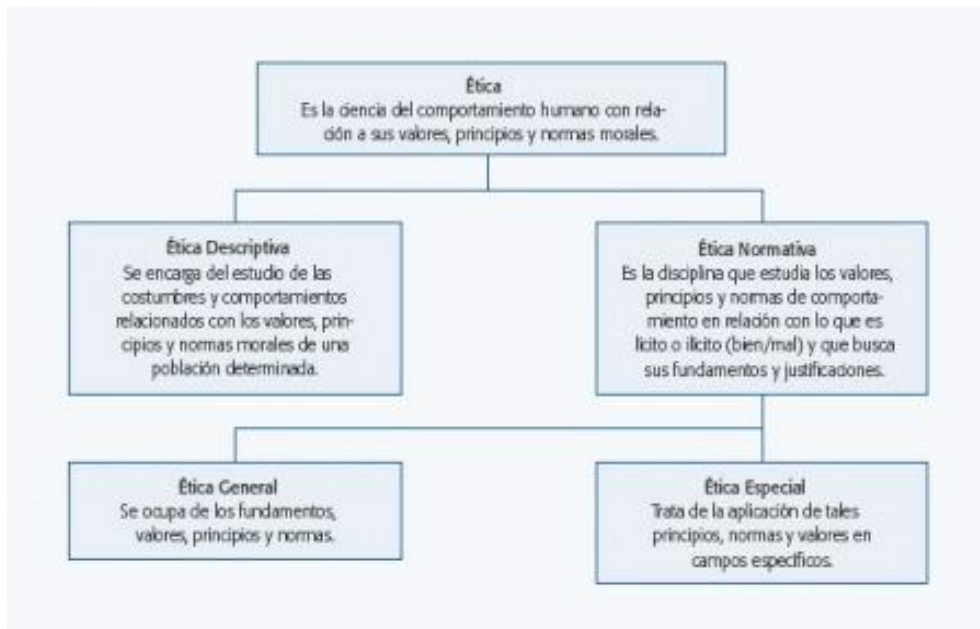 Ética
Es la ciencia del comportamiento humano con rela-
ción a sus valores, principios y normas morales.
Ética Descriptiva
Se encarga del estudio de las
costumbres y comportamientos
relacionados con los valores, prin-
cipios y normas morales de una
población determinada.
Ética Normativa
Es la disciplina que estudia los valores,
principios y normas de comporta-
miento en relación con lo que es
lícito o ilícito (bien/mal) y que busca
sus fundamentos y justificaciones.
Ética General
Se ocupa de los fundamentos,
valores, principios y normas.
Ética Especial
Trata de la aplicación de tales
principios, normas y valores en
campos específicos.